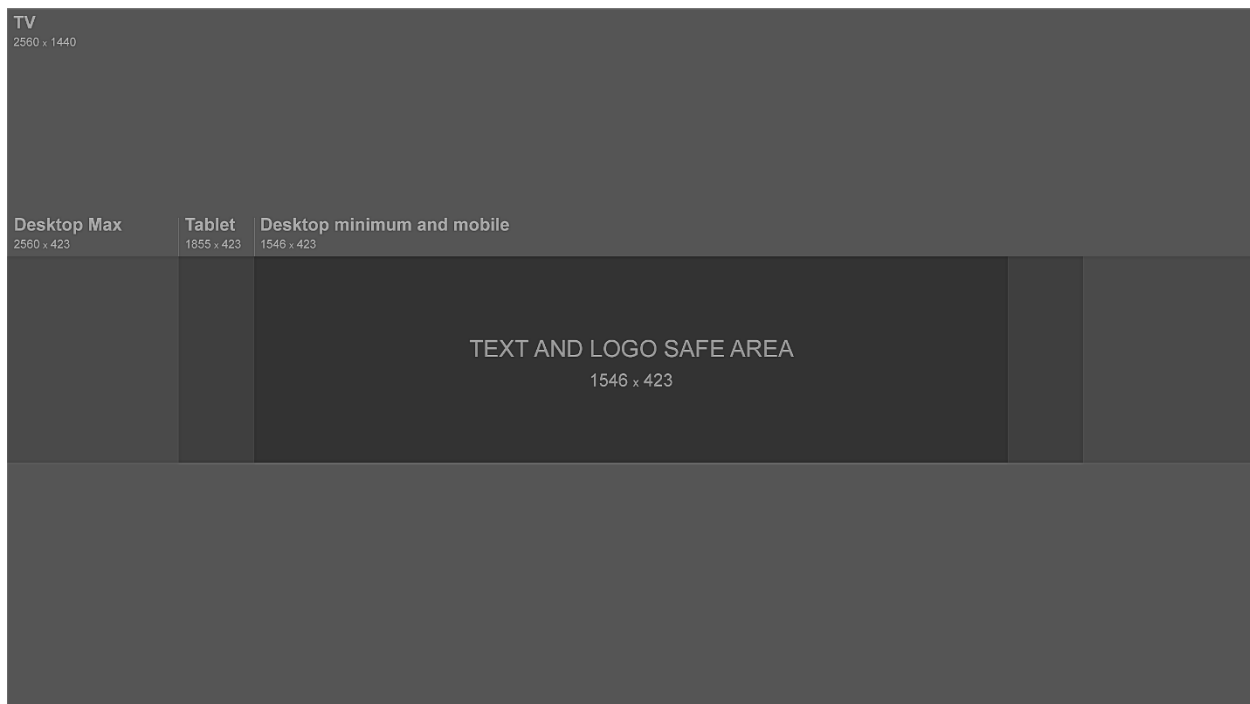 TV
2560 x 1440
Desktop Max
2560 x 423
Tablet
1855 x 423
Desktop minimum and mobile
1546 x 423
TEXT AND LOGO SAFE AREA
1546 x 423